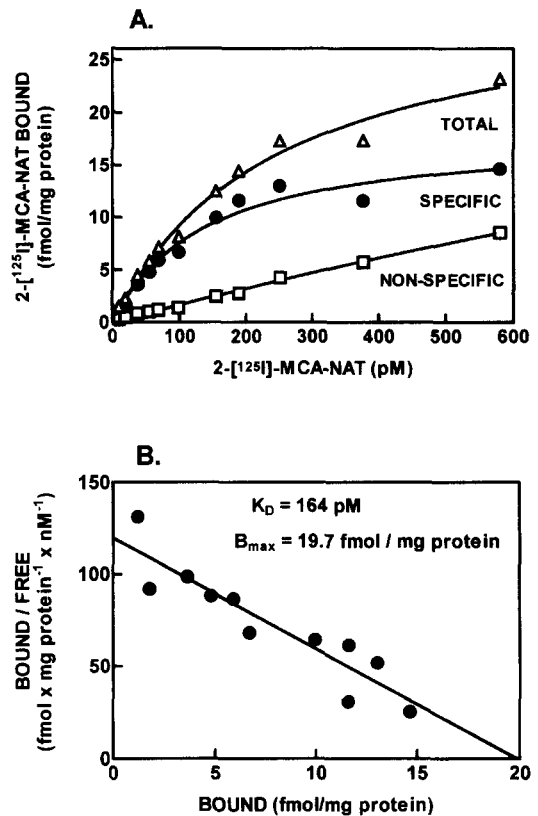 A.
2-[¹²⁵I]-MCA-NAT BOUND
(fmol/mg protein)
25
20
15
10
5
0
TOTAL
SPECIFIC
NON-SPECIFIC
0 100 200 300 400 500 600
2-[¹²⁵I]-MCA-NAT (pM)
B.
BOUND / FREE
(fmol x mg protein⁻¹ x nM⁻¹)
150
100
50
0
K_D = 164 pM
B_max = 19.7 fmol / mg protein
0 5 10 15 20
BOUND (fmol/mg protein)